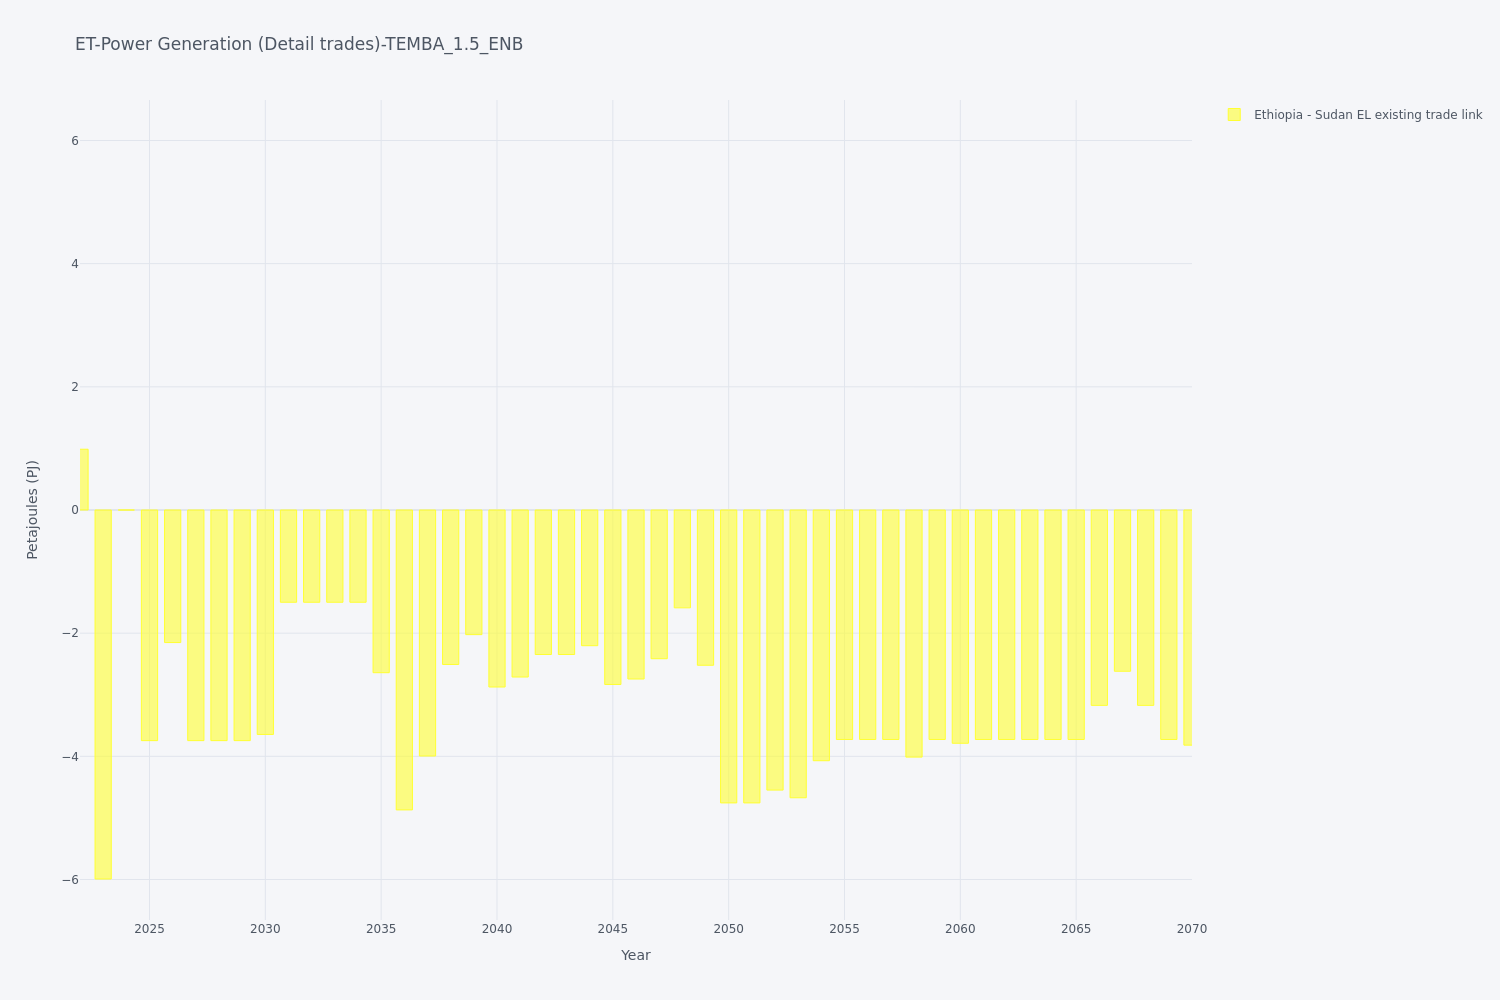 ET-Power Generation (Detail trades)-TEMBA_1.5_ENB
Ethiopia - Sudan EL existing trade link
6
4
2
0
−2
−4
−6
Petajoules (PJ)
2025 2030 2035 2040 2045 2050 2055 2060 2065 2070
Year